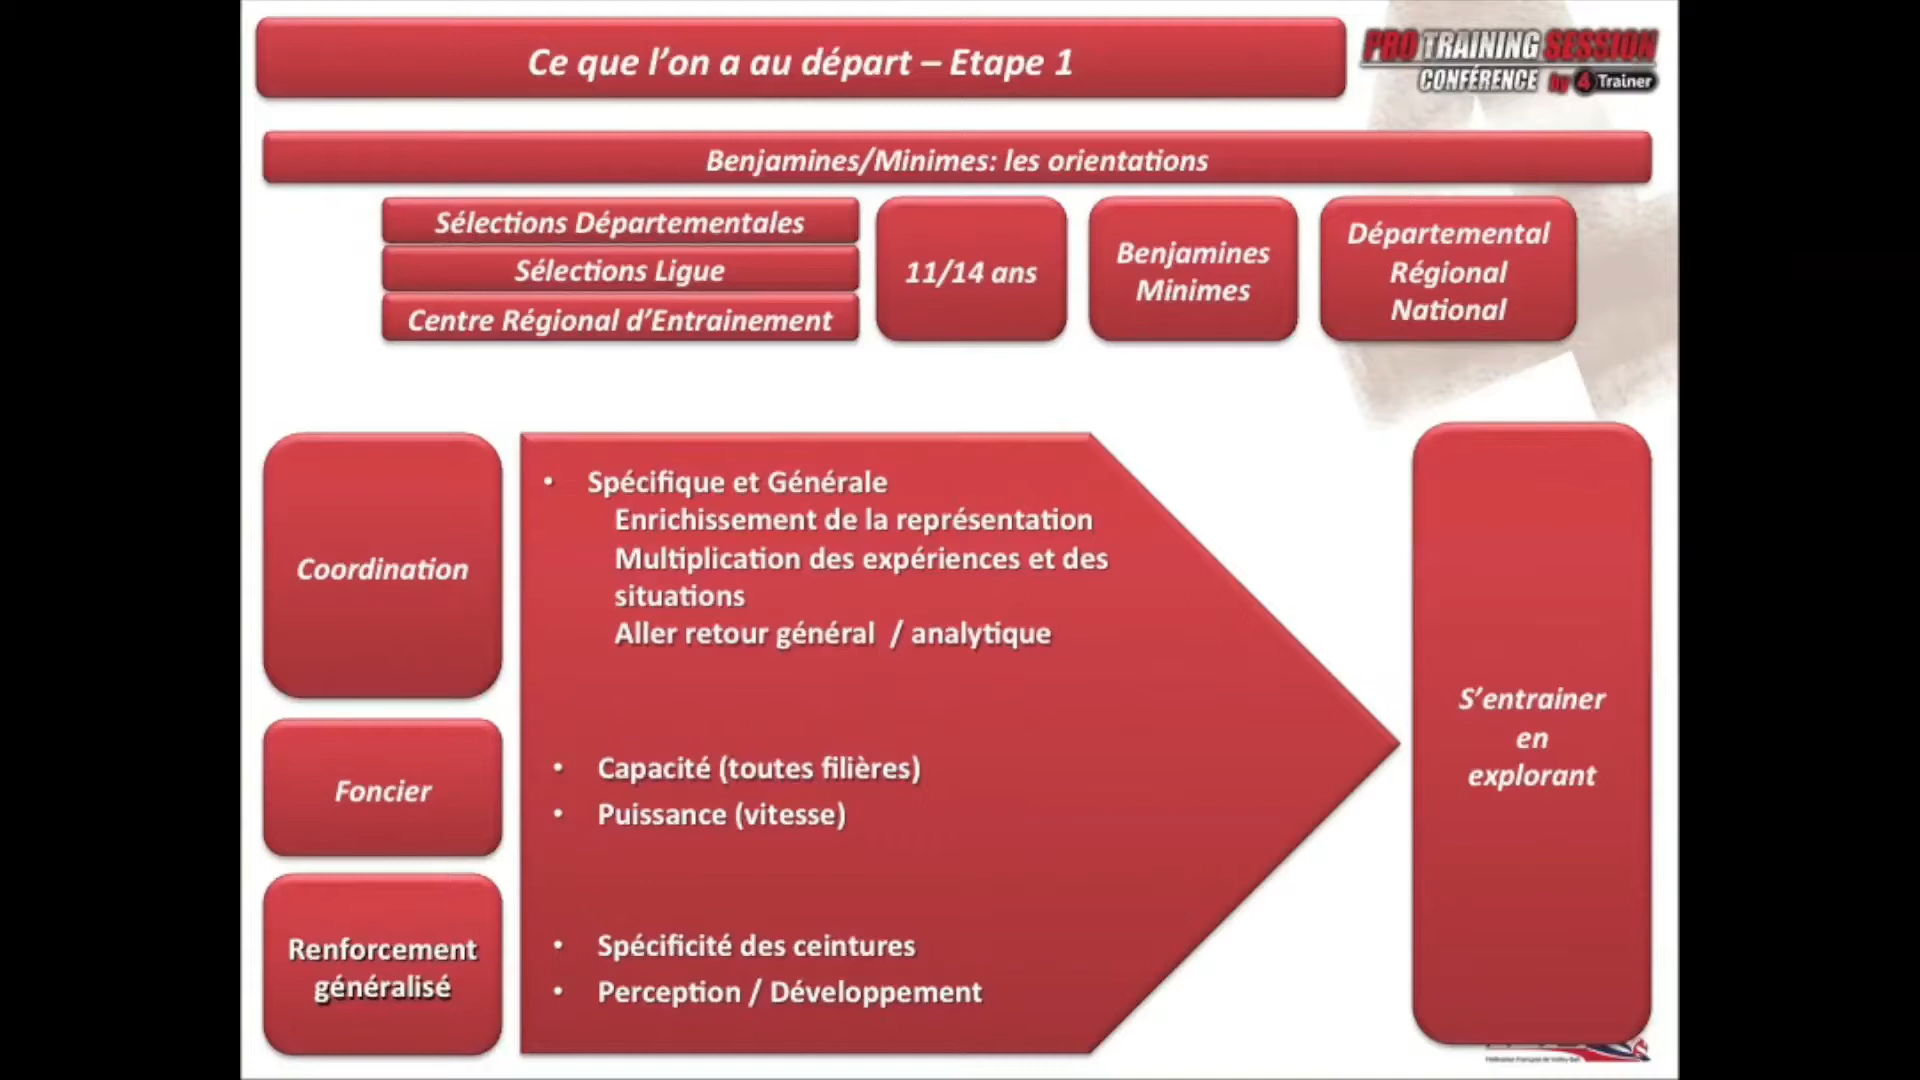 Ce que l’on a au départ – Etape 1
PRO TRAINING SESSION
CONFÉRENCE by 4 Trainer
Benjamines/Minimes: les orientations
Sélections Départementales
Sélections Ligue
Centre Régional d’Entrainement
11/14 ans
Benjamines
Minimes
Départemental
Régional
National
Coordination
• Spécifique et Générale
Enrichissement de la représentation
Multiplication des expériences et des
situations
Aller retour général / analytique
Foncier
• Capacité (toutes filières)
• Puissance (vitesse)
Renforcement
généralisé
• Spécificité des ceintures
• Perception / Développement
S’entrainer
en
explorant